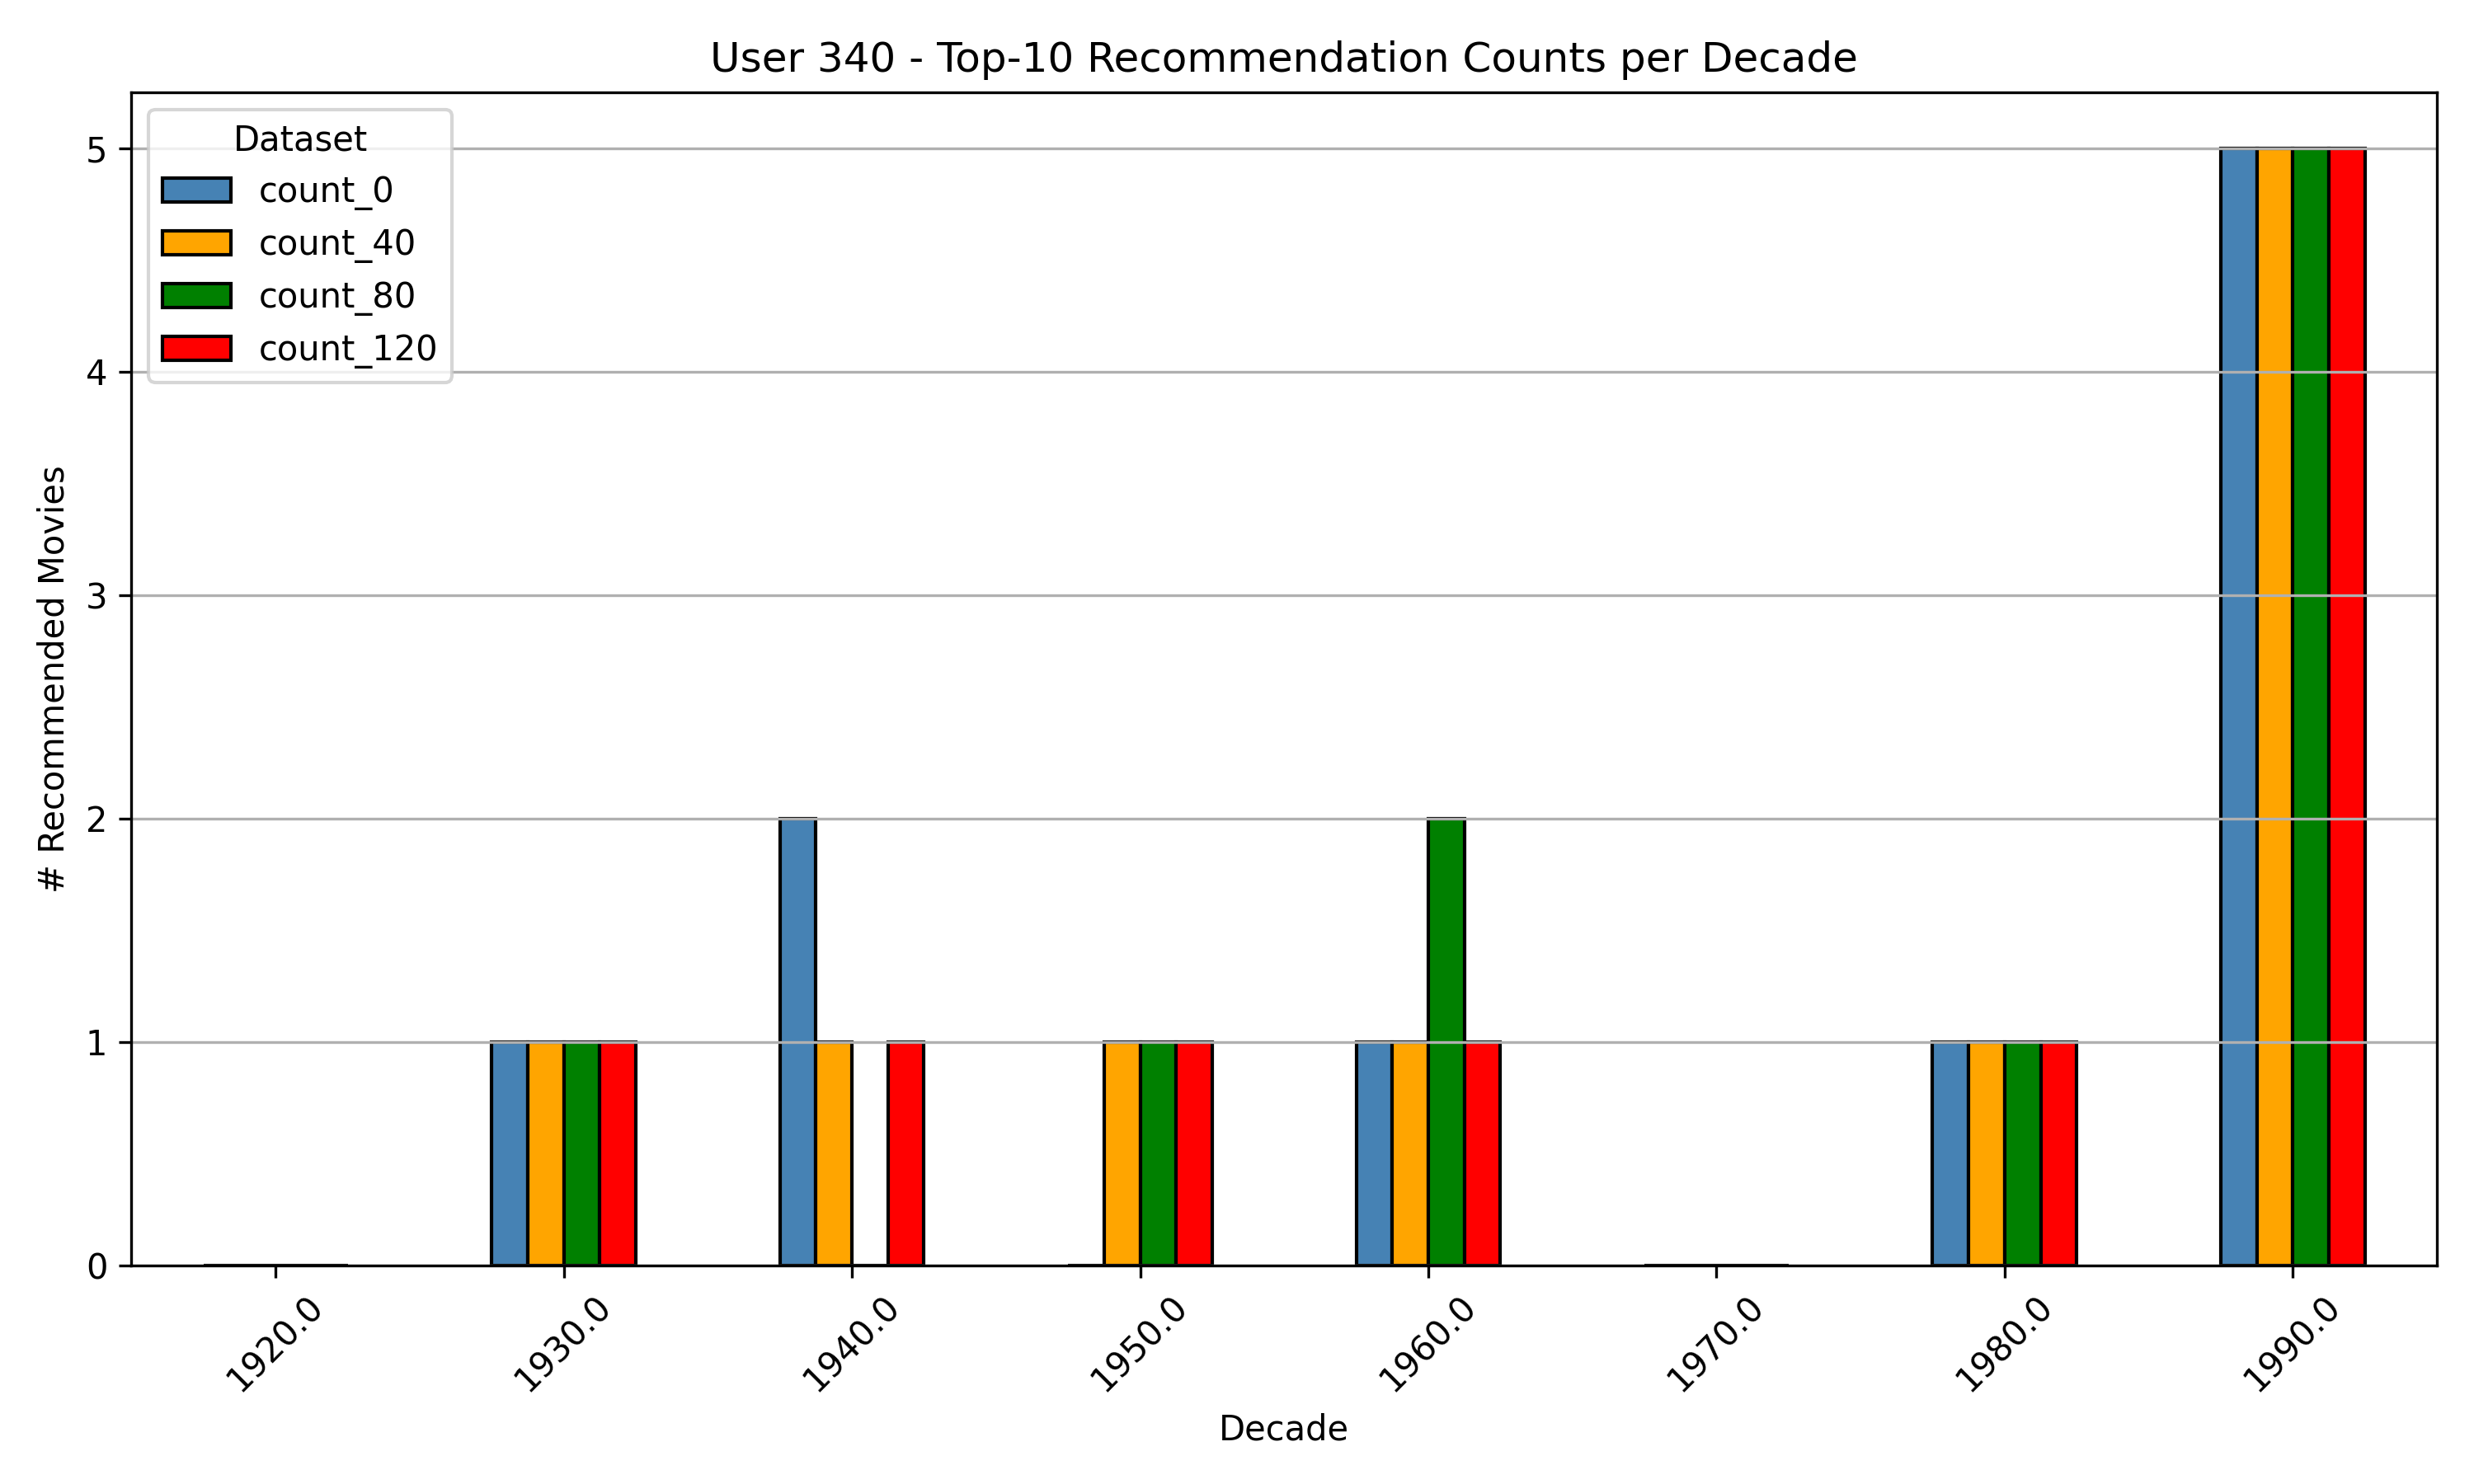 User 340 - Top-10 Recommendation Counts per Decade
Dataset
count_0
count_40
count_80
count_120
# Recommended Movies
5
4
3
2
1
0
1920.0
1930.0
1940.0
1950.0
1960.0
1970.0
1980.0
1990.0
Decade